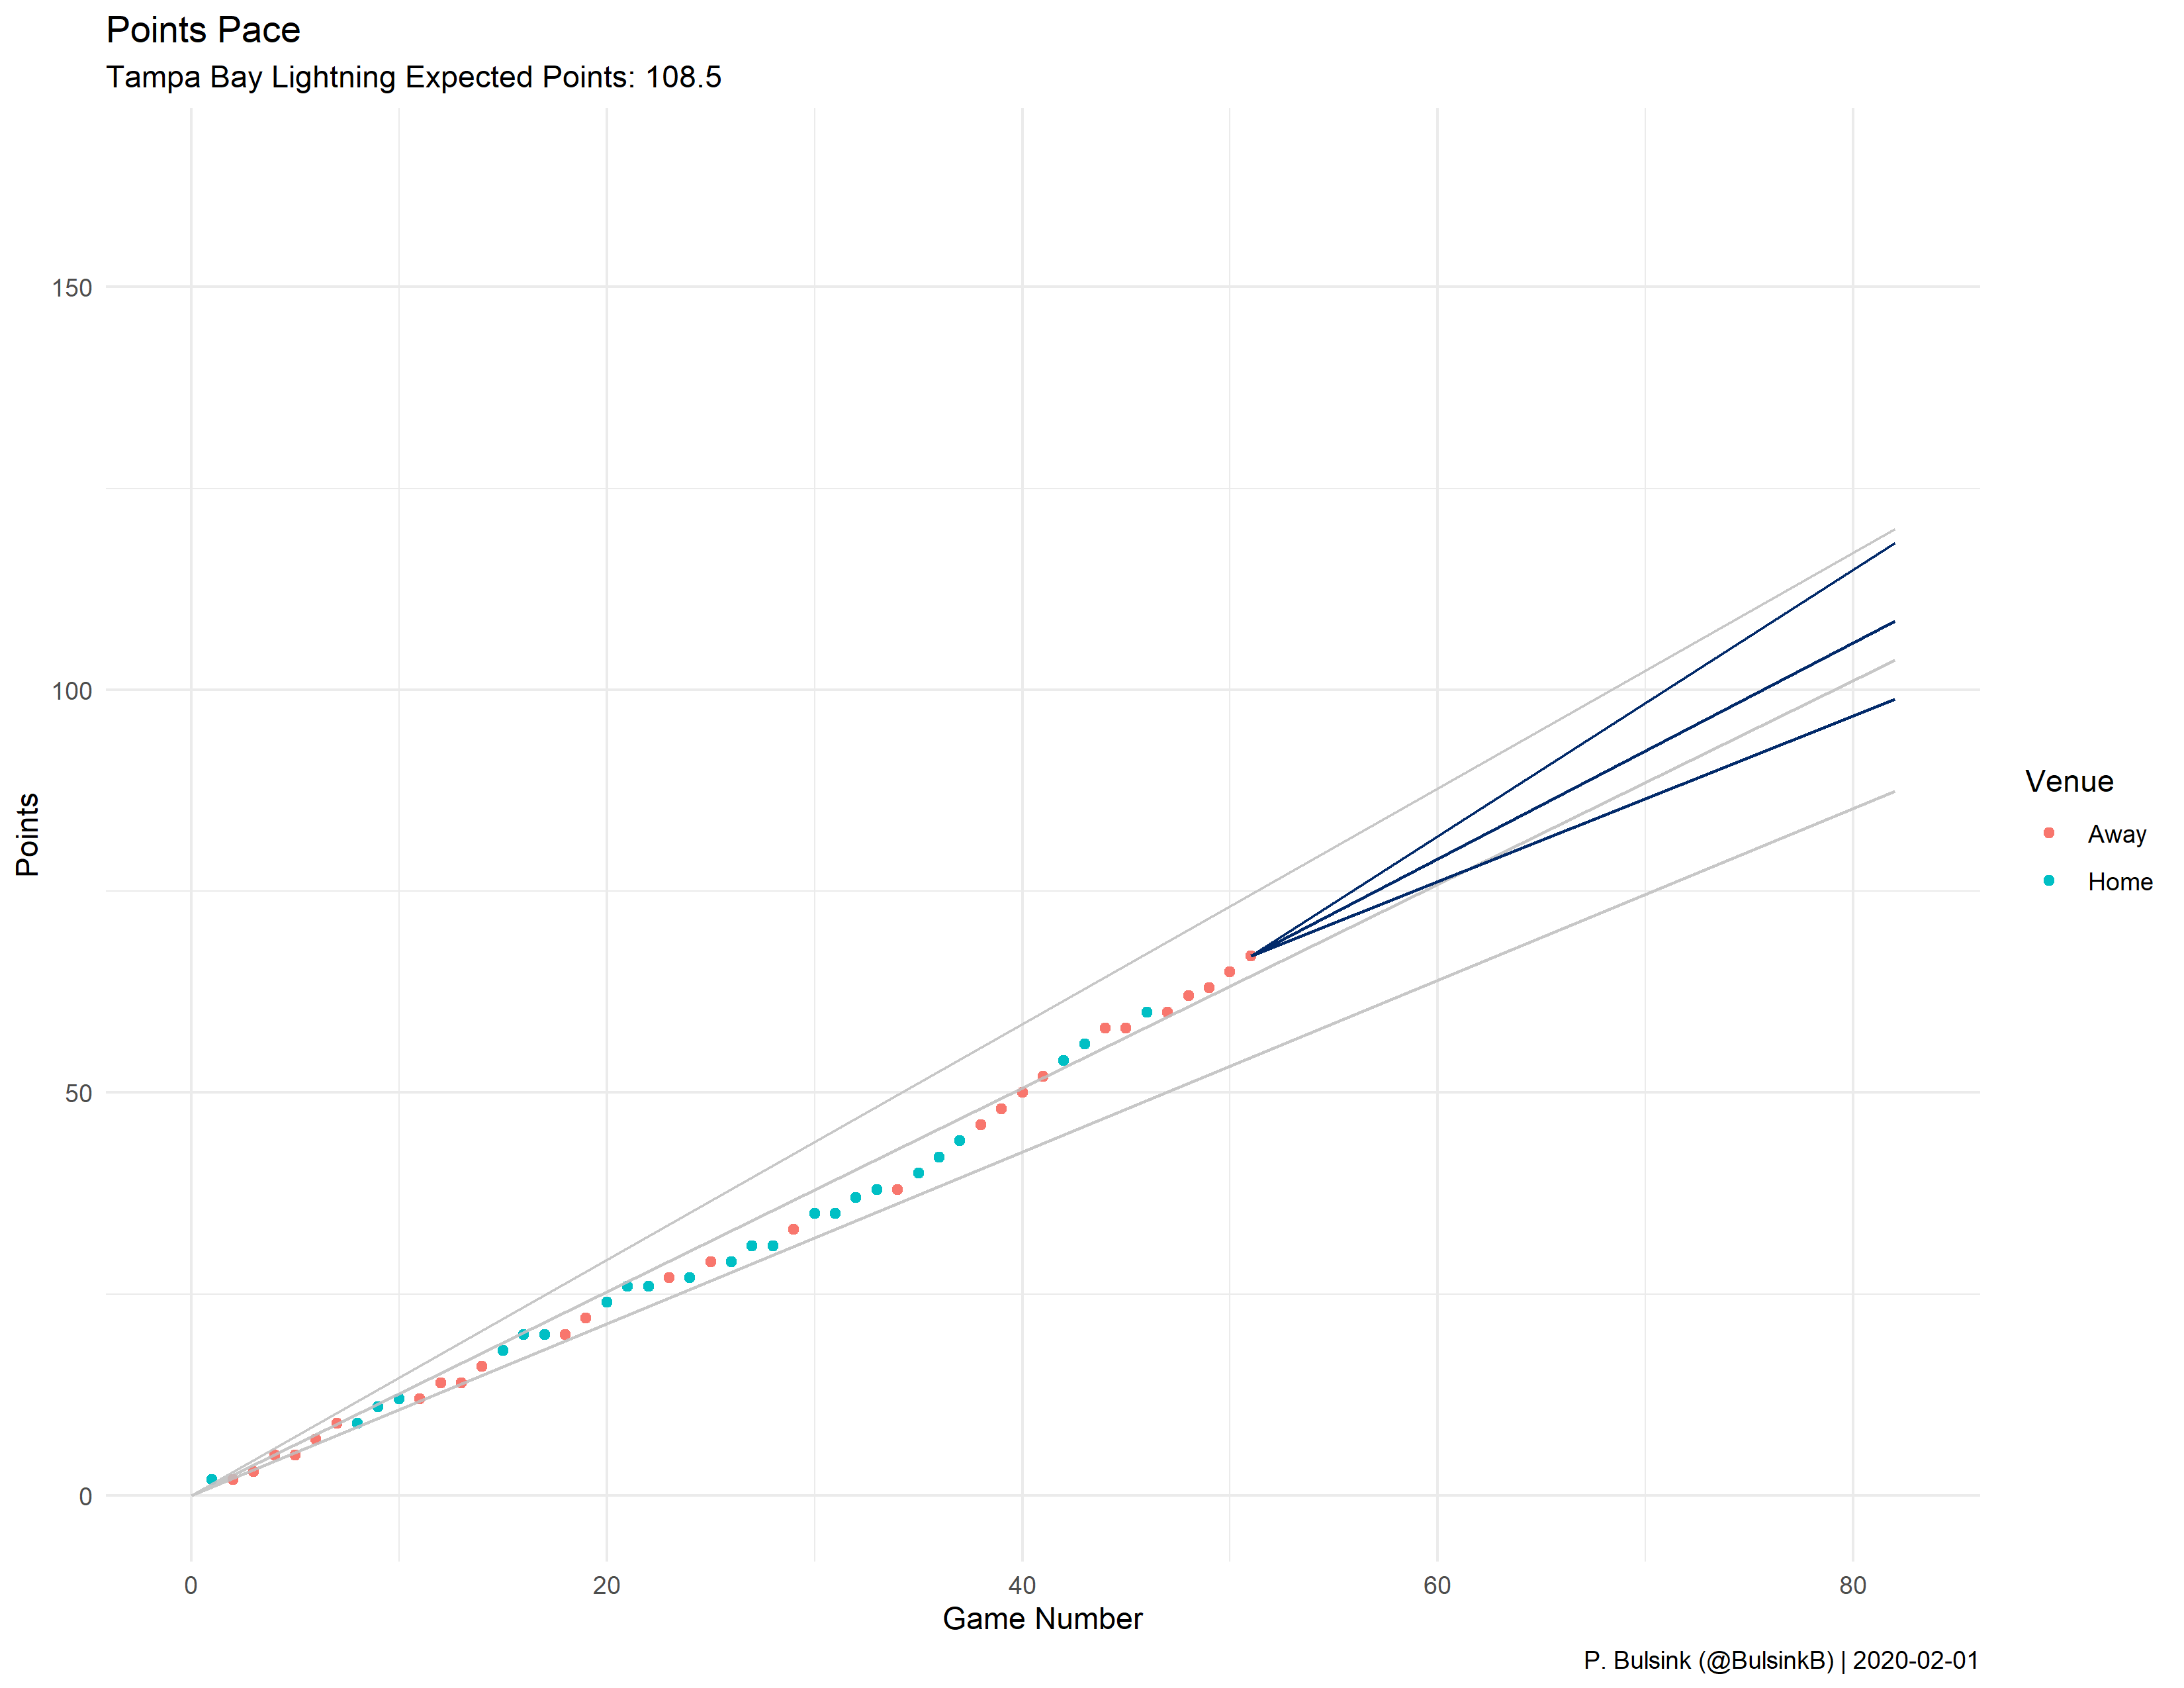 Points Pace
Tampa Bay Lightning Expected Points: 108.5
150
100
50
0
Points
0 20 40 60 80
Game Number
Venue
Away
Home
P. Bulsink (@BulsinkB) | 2020-02-01